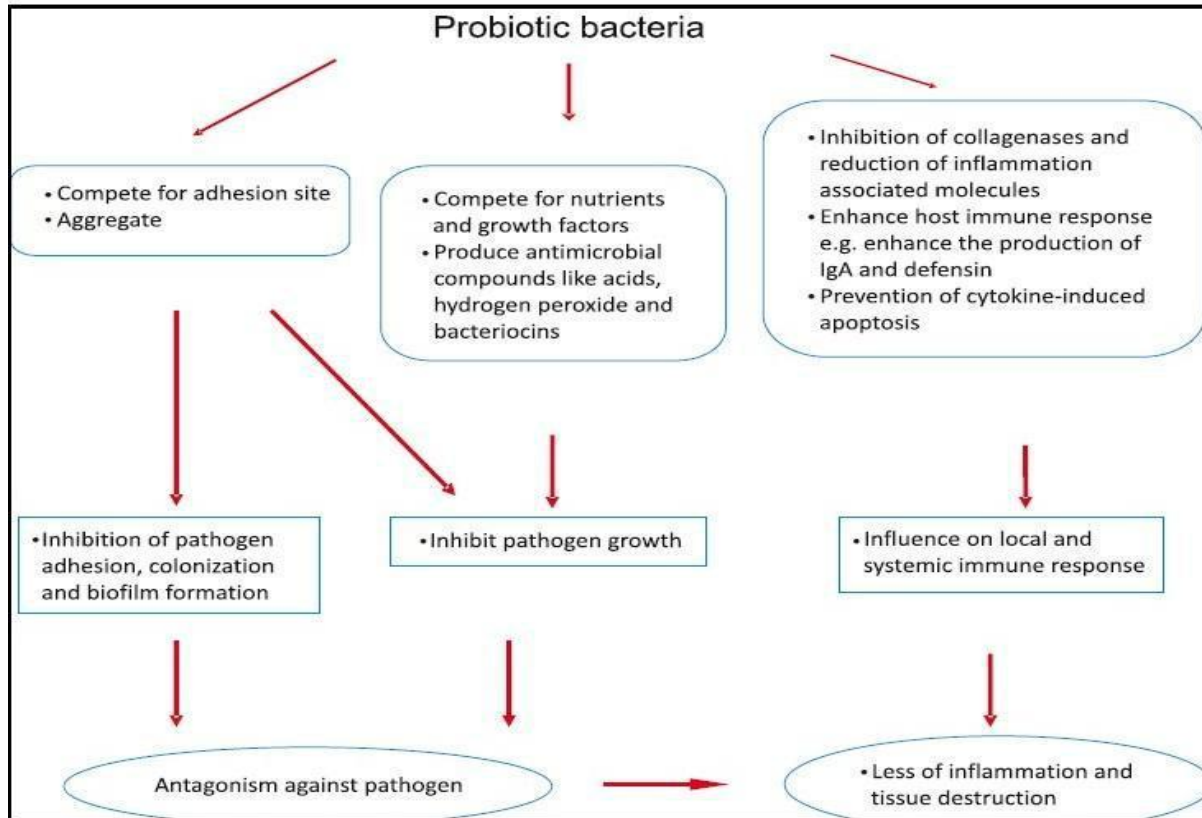 Probiotic bacteria
• Compete for adhesion site
• Aggregate
• Compete for nutrients
and growth factors
• Produce antimicrobial
compounds like acids,
hydrogen peroxide and
bacteriocins
• Inhibition of collagenases and
reduction of inflammation
associated molecules
• Enhance host immune response
e.g. enhance the production of
IgA and defensin
• Prevention of cytokine-induced
apoptosis
• Inhibition of pathogen
adhesion, colonization
and biofilm formation
• Inhibit pathogen growth
• Influence on local and
systemic immune response
Antagonism against pathogen
• Less of inflammation and
tissue destruction